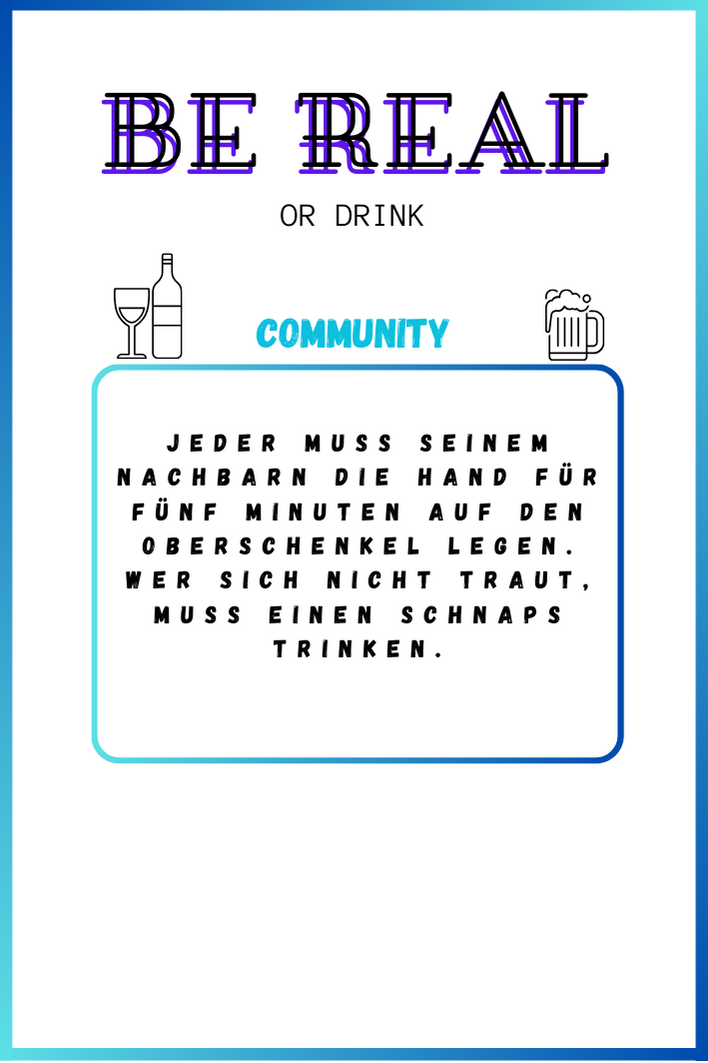 BE REAL
OR DRINK
COMMUNITY
JEDER MUSS SEINEM
NACHBARN DIE HAND FÜR
FÜNF MINUTEN AUF DEN
OBERSCHENKEL LEGEN.
WER SICH NICHT TRAUT,
MUSS EINEN SCHNAPS
TRINKEN.